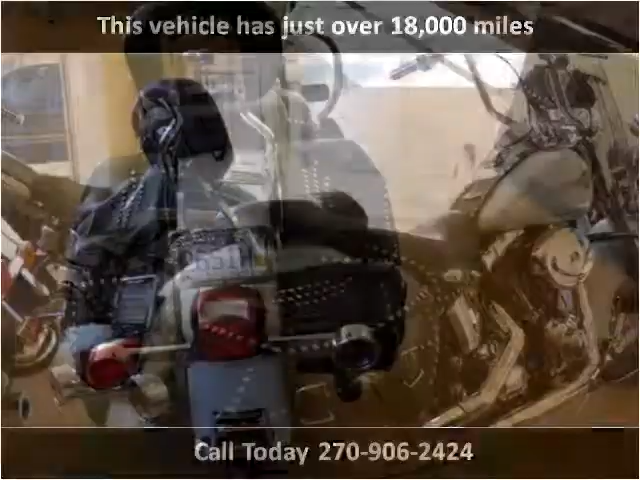 This vehicle has just over 18,000 miles
Call Today 270-906-2424